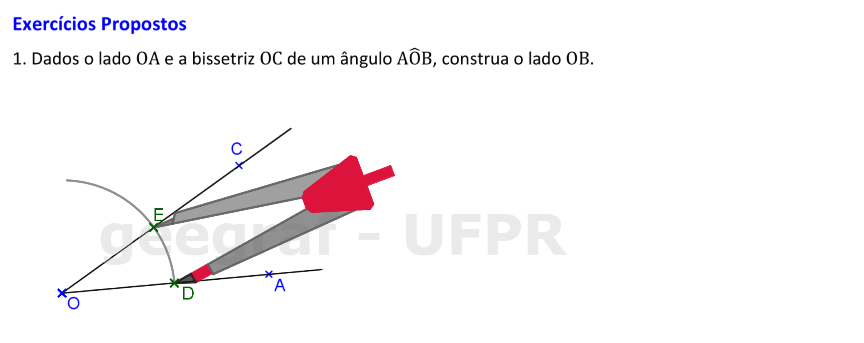 Exercícios Propostos
1. Dados o lado OA e a bissetriz OC de um ângulo AÔB, construa o lado OB.
C
E
geegraf - UFPR
A
D
O